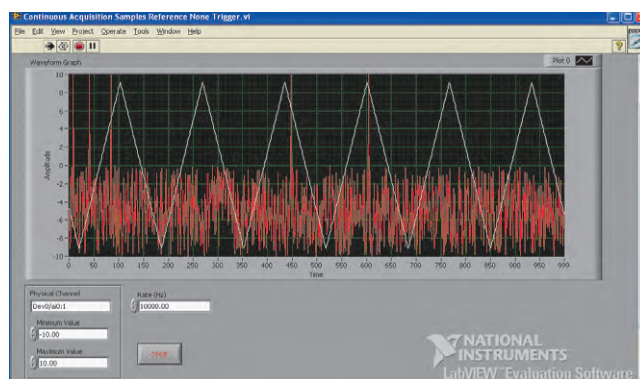 Continuous Acquisition Samples Reference None Trigger.vi
File Edit View Project Operate Tools Window Help
Waveform Graph
Plot 0
10
8
6
4
2
0
-2
-4
-6
-8
-10
Amplitude
0 50 100 150 200 250 300 350 400 450 500 550 600 650 700 750 800 850 900 950 999
Time
Physical Channel
Dev0/ai0:1
Rate (Hz)
10000.00
Minimum Value
-10.00
Maximum Value
10.00
STOP
NATIONAL
INSTRUMENTS
LabVIEW Evaluation Software